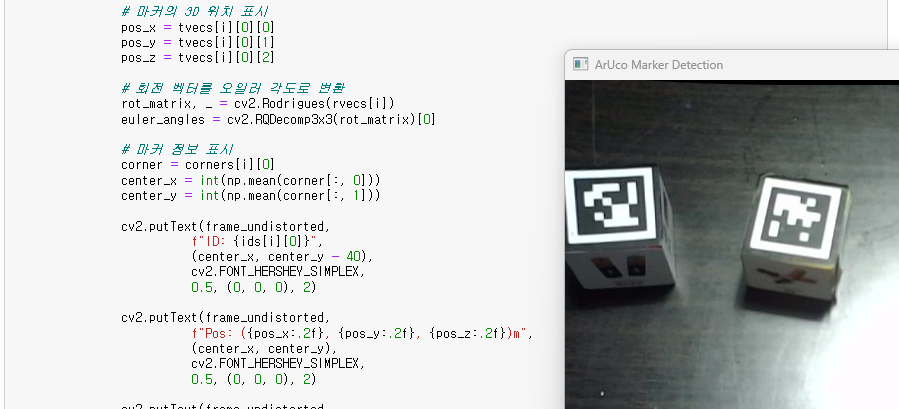 # 마커의 3D 위치 표시
pos_x = tvecs[i][0][0]
pos_y = tvecs[i][0][1]
pos_z = tvecs[i][0][2]
# 회전 벡터를 오일러 각도로 변환
rot_matrix, _ = cv2.Rodrigues(rvecs[i])
euler_angles = cv2.RQDecomp3x3(rot_matrix)[0]
# 마커 정보 표시
corner = corners[i][0]
center_x = int(np.mean(corner[:, 0]))
center_y = int(np.mean(corner[:, 1]))
cv2.putText(frame_undistorted,
f"ID: {ids[i][0]}",
(center_x, center_y - 40),
cv2.FONT_HERSHEY_SIMPLEX,
0.5, (0, 0, 0), 2)
cv2.putText(frame_undistorted,
f"Pos: ({pos_x:.2f}, {pos_y:.2f}, {pos_z:.2f})m",
(center_x, center_y),
cv2.FONT_HERSHEY_SIMPLEX,
0.5, (0, 0, 0), 2)
cv2.putText(frame_undistorted,
ArUco Marker Detection